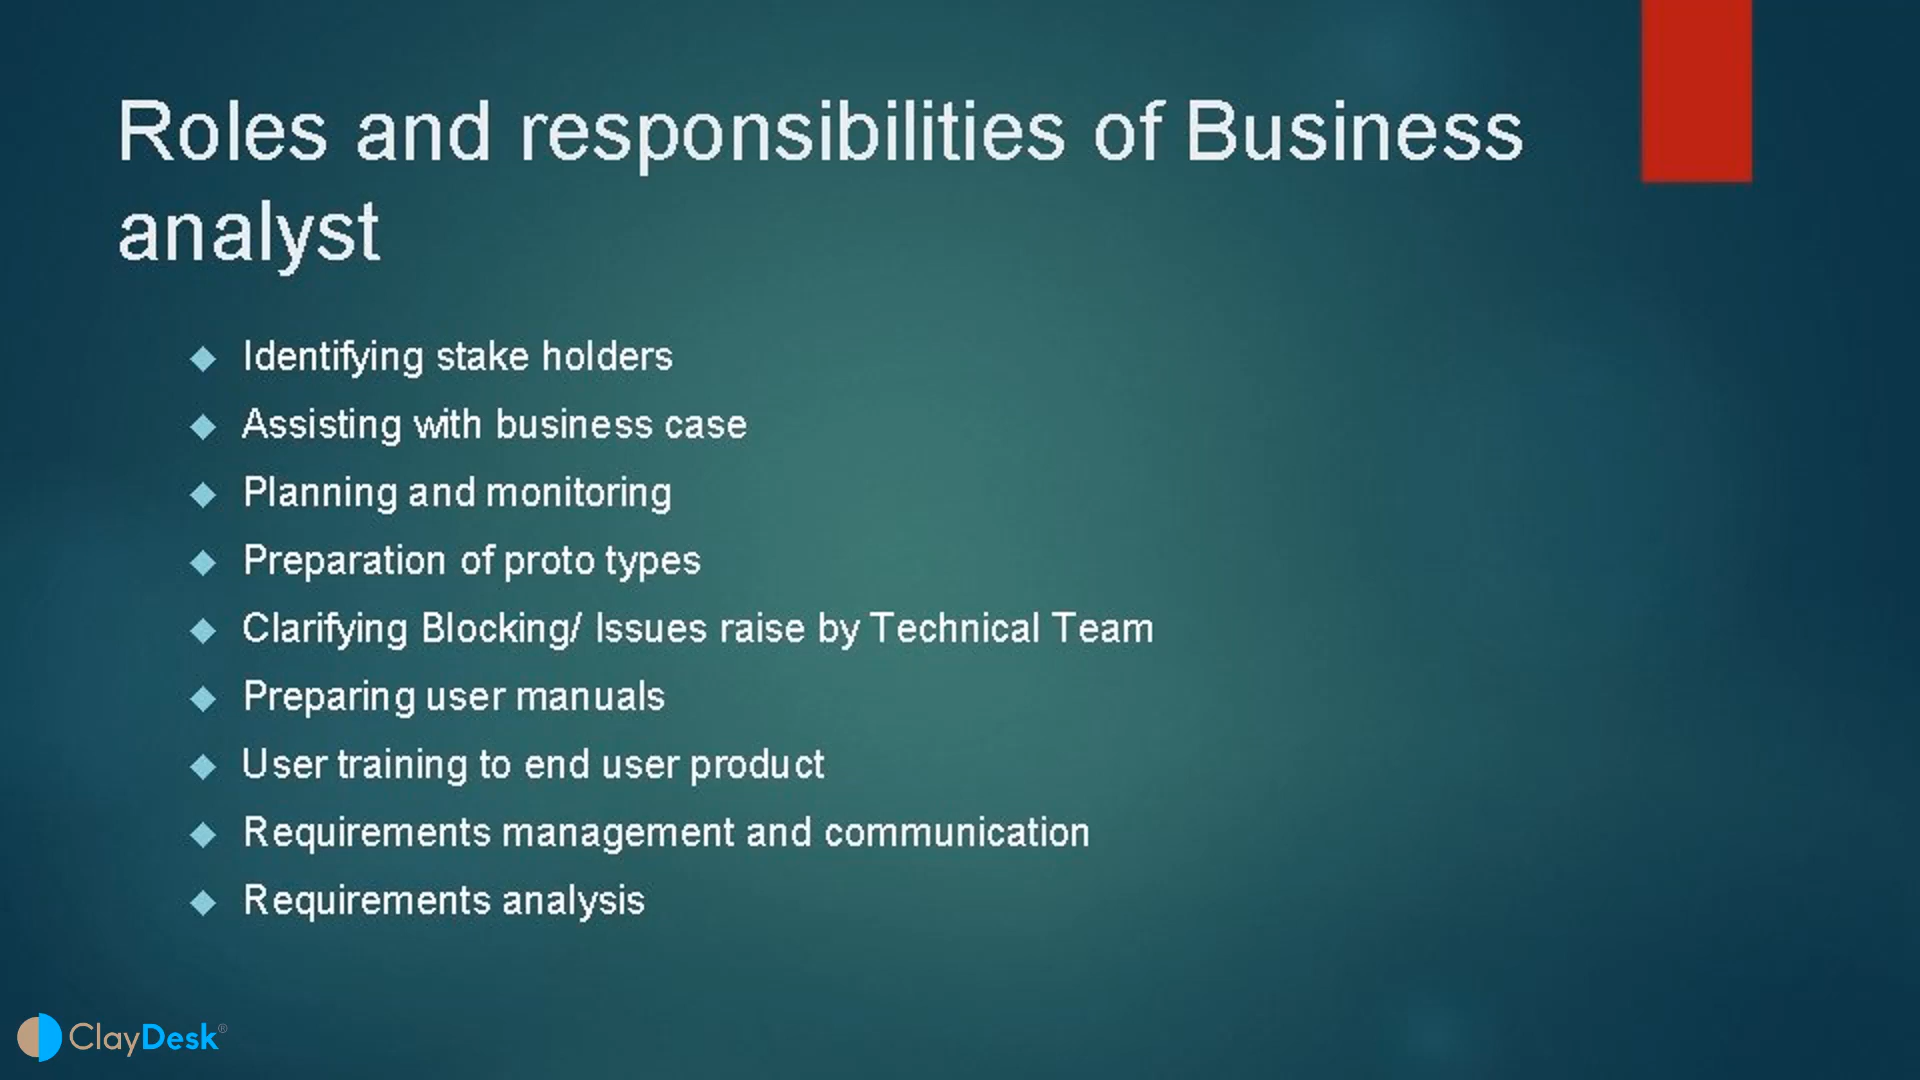 Roles and responsibilities of Business
analyst
Identifying stake holders
Assisting with business case
Planning and monitoring
Preparation of proto types
Clarifying Blocking/ Issues raise by Technical Team
Preparing user manuals
User training to end user product
Requirements management and communication
Requirements analysis
ClayDesk®